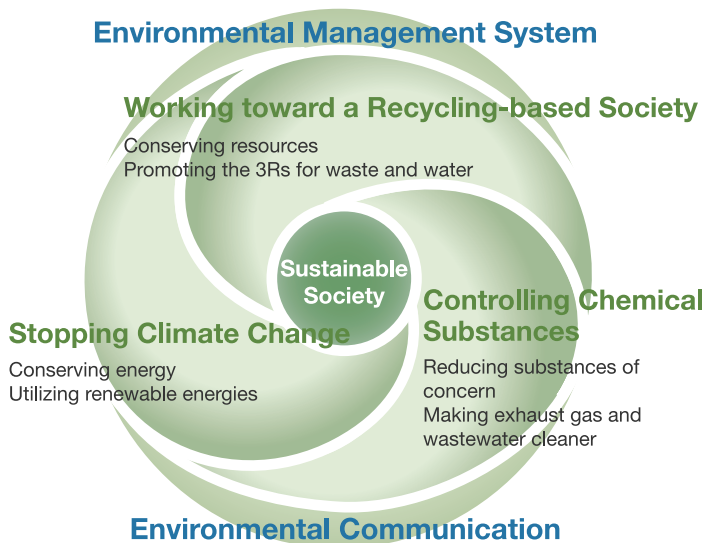 Environmental Management System
Working toward a Recycling-based Society
Conserving resources
Promoting the 3Rs for waste and water
Sustainable
Society
Stopping Climate Change
Conserving energy
Utilizing renewable energies
Controlling Chemical
Substances
Reducing substances of
concern
Making exhaust gas and
wastewater cleaner
Environmental Communication